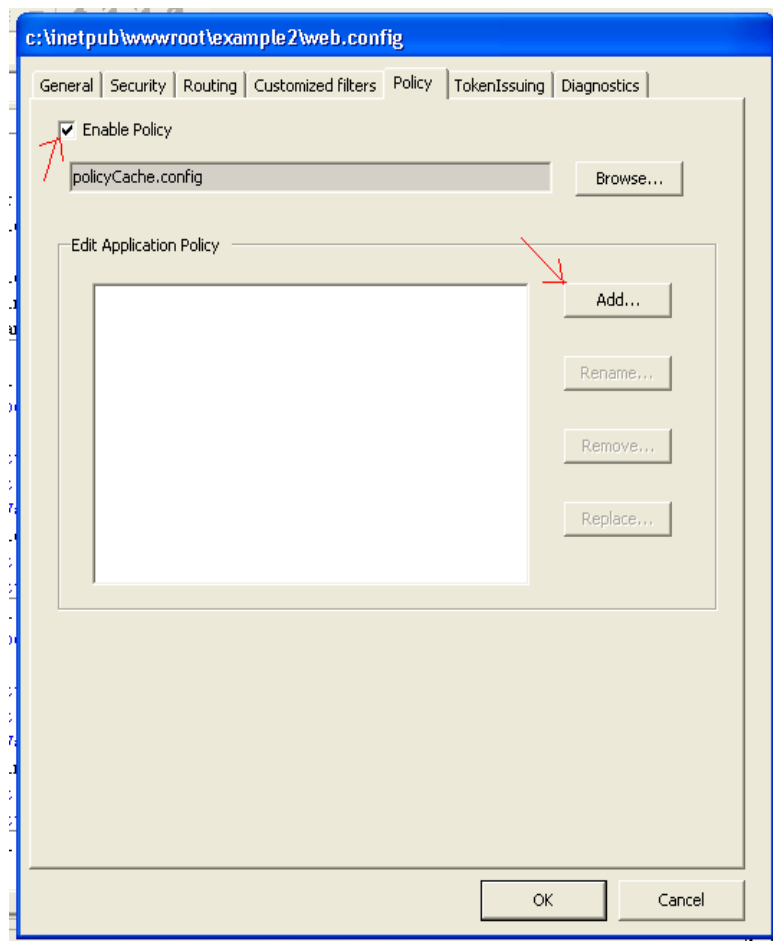 c:\inetpub\wwwroot\example2\web.config
General Security Routing Customized filters Policy TokenIssuing Diagnostics
Enable Policy
policyCache.config Browse...
Edit Application Policy
Add...
Rename...
Remove...
Replace...
OK Cancel